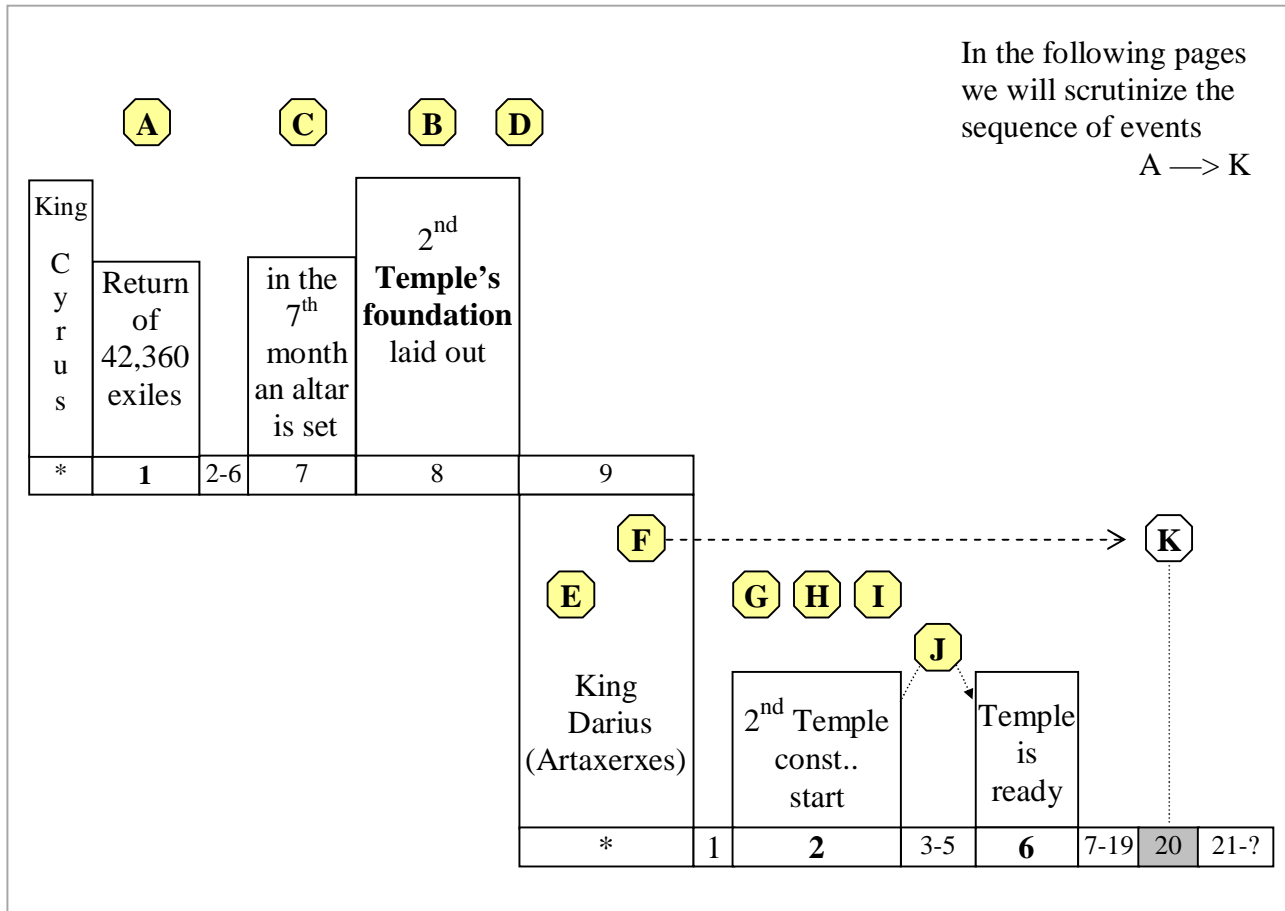 In the following pages
we will scrutinize the
sequence of events
A —> K
A
C
B
D
King
C
y
r
u
s
Return
of
42,360
exiles
in the
7th
month
an altar
is set
2nd
Temple's
foundation
laid out
* 1 2-6 7 8 9
F
K
E
G
H
I
J
King
Darius
(Artaxerxes)
2nd Temple
const..
start
Temple
is
ready
* 1 2 3-5 6 7-19 20 21-?